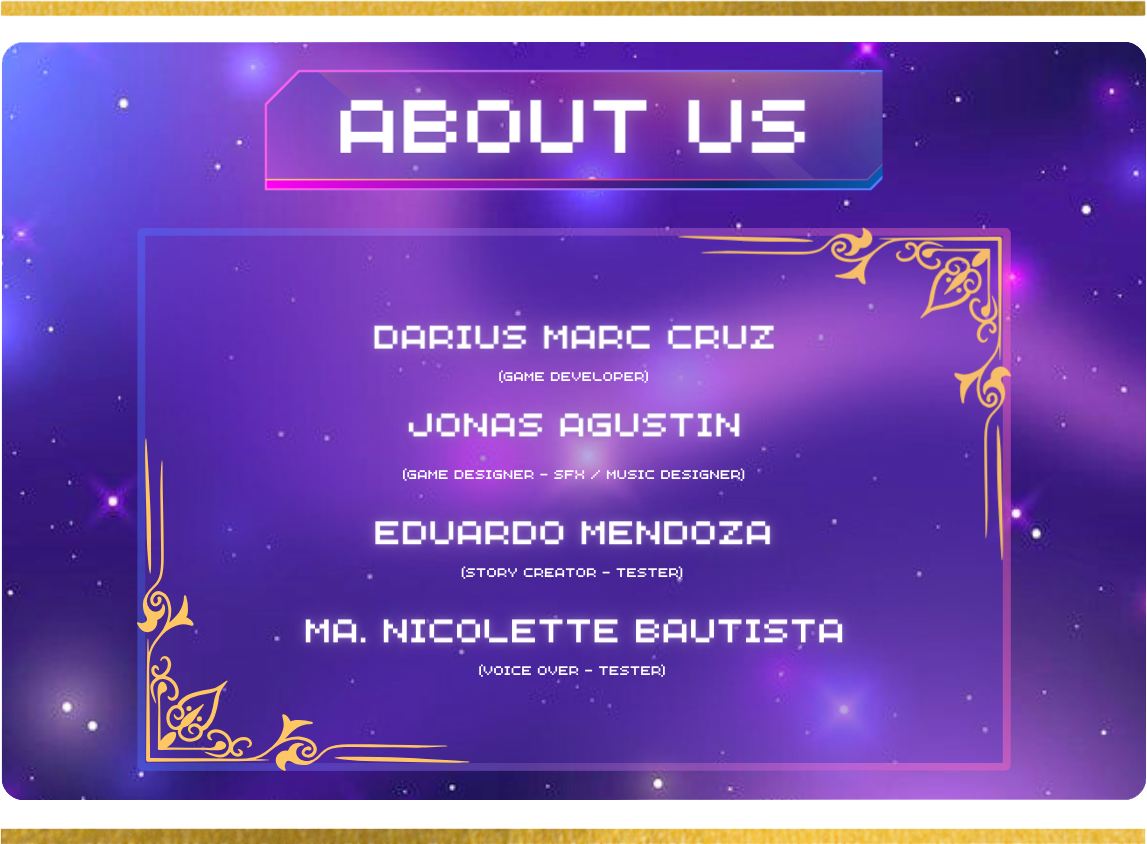 ABOUT US
DARIUS MARC CRUZ
(GAME DEVELOPER)
JONAS AGUSTIN
(GAME DESIGNER - SFX / MUSIC DESIGNER)
EDUARDO MENDOZA
(STORY CREATOR - TESTER)
MA. NICOLETTE BAUTISTA
(VOICE OVER - TESTER)